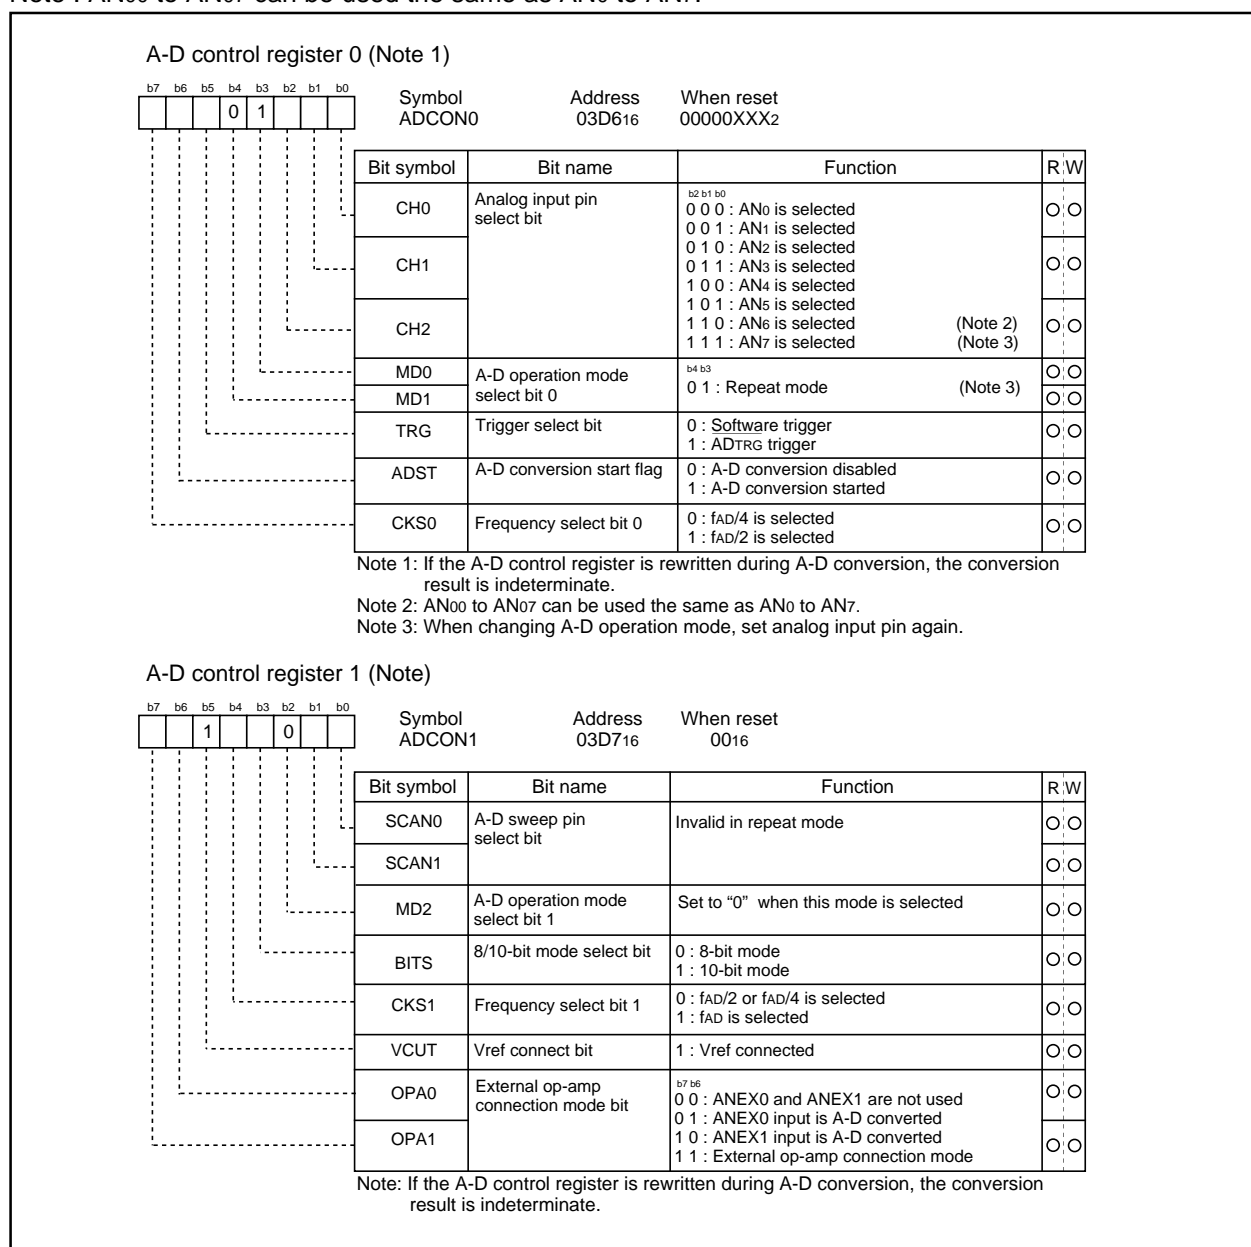 Note : AN00 to AN07 can be used the same as AN0 to AN7.
A-D control register 0 (Note 1)
b7 b6 b5 b4 b3 b2 b1 b0
0 1
Symbol Address When reset
ADCON0 03D616 00000XXX2
Bit symbol Bit name Function R W
CH0 Analog input pin select bit
b2 b1 b0
0 0 0 : AN0 is selected
0 0 1 : AN1 is selected
0 1 0 : AN2 is selected
CH1 0 1 1 : AN3 is selected
1 0 0 : AN4 is selected
1 0 1 : AN5 is selected
CH2 1 1 0 : AN6 is selected (Note 2)
1 1 1 : AN7 is selected (Note 3)
MD0 A-D operation mode
b4 b3
MD1 select bit 0 0 1 : Repeat mode (Note 3)
TRG Trigger select bit 0 : Software trigger
1 : ADTRG trigger
ADST A-D conversion start flag 0 : A-D conversion disabled
1 : A-D conversion started
CKS0 Frequency select bit 0 0 : fAD/4 is selected
1 : fAD/2 is selected
Note 1: If the A-D control register is rewritten during A-D conversion, the conversion
result is indeterminate.
Note 2: AN00 to AN07 can be used the same as AN0 to AN7.
Note 3: When changing A-D operation mode, set analog input pin again.
A-D control register 1 (Note)
b7 b6 b5 b4 b3 b2 b1 b0
1 0
Symbol Address When reset
ADCON1 03D716 0016
Bit symbol Bit name Function R W
SCAN0 A-D sweep pin Invalid in repeat mode
select bit
SCAN1
MD2 A-D operation mode Set to “0” when this mode is selected
select bit 1
BITS 8/10-bit mode select bit 0 : 8-bit mode
1 : 10-bit mode
CKS1 Frequency select bit 1 0 : fAD/2 or fAD/4 is selected
1 : fAD is selected
VCUT Vref connect bit 1 : Vref connected
OPA0 External op-amp
connection mode bit
b7 b6
0 0 : ANEX0 and ANEX1 are not used
0 1 : ANEX0 input is A-D converted
OPA1 1 0 : ANEX1 input is A-D converted
1 1 : External op-amp connection mode
Note: If the A-D control register is rewritten during A-D conversion, the conversion
result is indeterminate.